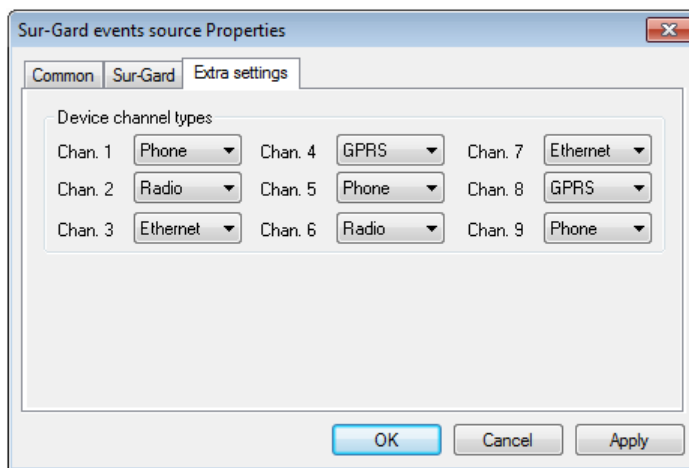 Sur-Gard events source Properties
Common Sur-Gard Extra settings
Device channel types
Chan. 1 Phone Chan. 4 GPRS Chan. 7 Ethernet
Chan. 2 Radio Chan. 5 Phone Chan. 8 GPRS
Chan. 3 Ethernet Chan. 6 Radio Chan. 9 Phone
OK Cancel Apply